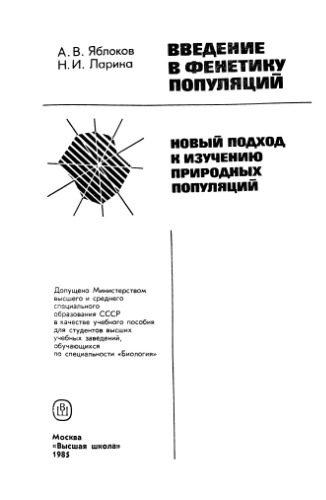 А. В. Яблоков
Н. И. Ларина
ВВЕДЕНИЕ
В ФЕНЕТИКУ
ПОПУЛЯЦИЙ
НОВЫЙ ПОДХОД
К ИЗУЧЕНИЮ
ПРИРОДНЫХ
ПОПУЛЯЦИЙ
Допущено Министерством
высшего и среднего
специального
образования СССР
в качестве учебного пособия
для студентов высших
учебных заведений,
обучающихся
по специальности «Биология»
ВШ
Москва
«Высшая школа»
1985